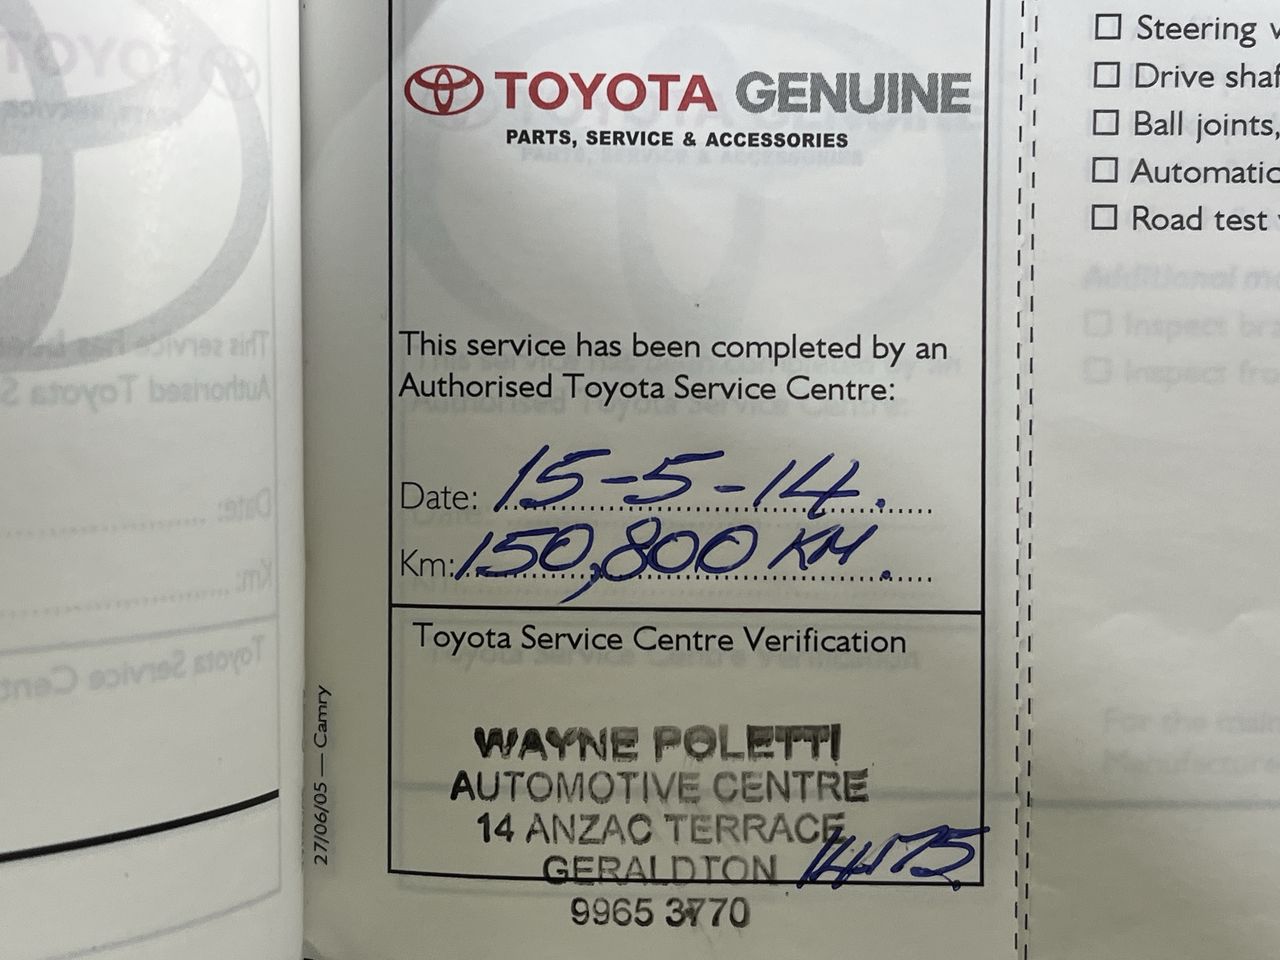 TOYOTA GENUINE
PARTS, SERVICE & ACCESSORIES
This service has been completed by an
Authorised Toyota Service Centre:
Date: 15-5-14.
Km: 150,800 KM.
Toyota Service Centre Verification
WAYNE POLETTI
AUTOMOTIVE CENTRE
14 ANZAC TERRACE
GERALDTON
9965 3770
27/06/05 — Camry
☐ Steering
☐ Drive
☐ Ball joints,
☐
☐ Road test